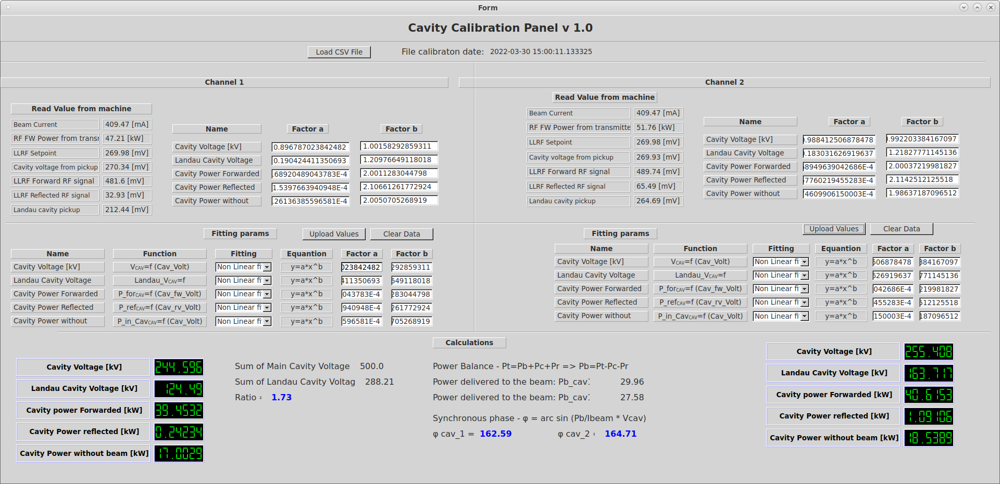 Form
Cavity Calibration Panel v 1.0
Load CSV File File calibraton date: 2022-03-30 15:00:11.133325
Channel 1
Read Value from machine
Beam Current 409.47 [mA]
RF FW Power from trans 47.21 [kW]
LLRF Setpoint 269.98 [mV]
Cavity voltage from pickup 270.34 [mV]
LLRF Forward RF signal 481.6 [mV]
LLRF Reflected RF signal 32.93 [mV]
Landau cavity pickup 212.44 [mV]
Name Factor a Factor b
Cavity Voltage [kV] 0.896787023842482 1.00158292859311
Landau Cavity Voltage 0.190424411350693 1.20976649118018
Cavity Power Forwarded .68920489043783E-4 2.0011283044798
Cavity Power Reflected 1.5397663940948E-4 2.10661261772924
Cavity Power without .26136385596581E-4 2.0050705268919
Channel 2
Read Value from machine
Beam Current 409.47 [mA]
RF FW Power from transmitte 51.76 [kW]
LLRF Setpoint 269.98 [mV]
Cavity voltage from pickup 269.93 [mV]
LLRF Forward RF signal 489.74 [mV]
LLRF Reflected RF signal 65.49 [mV]
Landau cavity pickup 264.69 [mV]
Name Factor a Factor b
Cavity Voltage [kV] 0.988412506878478 0.992203384167097
Landau Cavity Voltage 0.183031626919637 1.21827771145136
Cavity Power Forwarded 8949639042686E-4 2.00037219981827
Cavity Power Reflected 7760219455283E-4 2.1142512125518
Cavity Power without 4609906150003E-4 1.98637187096512
Fitting params Upload Values Clear Data
Name Function Fitting Equantion Factor a Factor b
Cavity Voltage [kV] VCAV=f (Cav_Volt) Non Linear fi y=a*x^b 023842482 292859311
Landau Cavity Voltage Landau_VCAV=f Non Linear fi y=a*x^b 411350693 649118018
Cavity Power Forwarded P_forCAV=f (Cav_fw_Volt) Non Linear fi y=a*x^b 043783E-4 283044798
Cavity Power Reflected P_refCAV=f (Cav_rv_Volt) Non Linear fi y=a*x^b 940948E-4 261772924
Cavity Power without P_in_CavCAV=f (Cav_Volt) Non Linear fi y=a*x^b 596581E-4 705268919
Fitting params Upload Values Clear Data
Name Function Fitting Equantion Factor a Factor b
Cavity Voltage [kV] VCAV=f (Cav_Volt) Non Linear fi y=a*x^b 506878478 384167097
Landau Cavity Voltage Landau_VCAV=f Non Linear fi y=a*x^b 626919637 771145136
Cavity Power Forwarded P_forCAV=f (Cav_fw_Volt) Non Linear fi y=a*x^b 042686E-4 219981827
Cavity Power Reflected P_refCAV=f (Cav_rv_Volt) Non Linear fi y=a*x^b 455283E-4 512125518
Cavity Power without P_in_CavCAV=f (Cav_Volt) Non Linear fi y=a*x^b 150003E-4 187096512
Cavity Voltage [kV] 244.596
Landau Cavity Voltage [kV] 124.49
Cavity power Forwarded [kW] 39.4532
Cavity Power reflected [kW] 0.24234
Cavity Power without beam [kW] 17.0029
Calculations
Sum of Main Cavity Voltage 500.0
Sum of Landau Cavity Voltag 288.21
Ratio = 1.73
Power Balance - Pt=Pb+Pc+Pr => Pb=Pt-Pc-Pr
Power delivered to the beam: Pb_cav 29.96
Power delivered to the beam: Pb_cav 27.58
Synchronous phase - φ = arc sin (Pb/Ibeam * Vcav)
φ cav_1 = 162.59 φ cav_2 = 164.71
Cavity Voltage [kV] 255.408
Landau Cavity Voltage [kV] 163.717
Cavity power Forwarded [kW] 40.6153
Cavity Power reflected [kW] 1.09106
Cavity Power without beam [kW] 18.5389